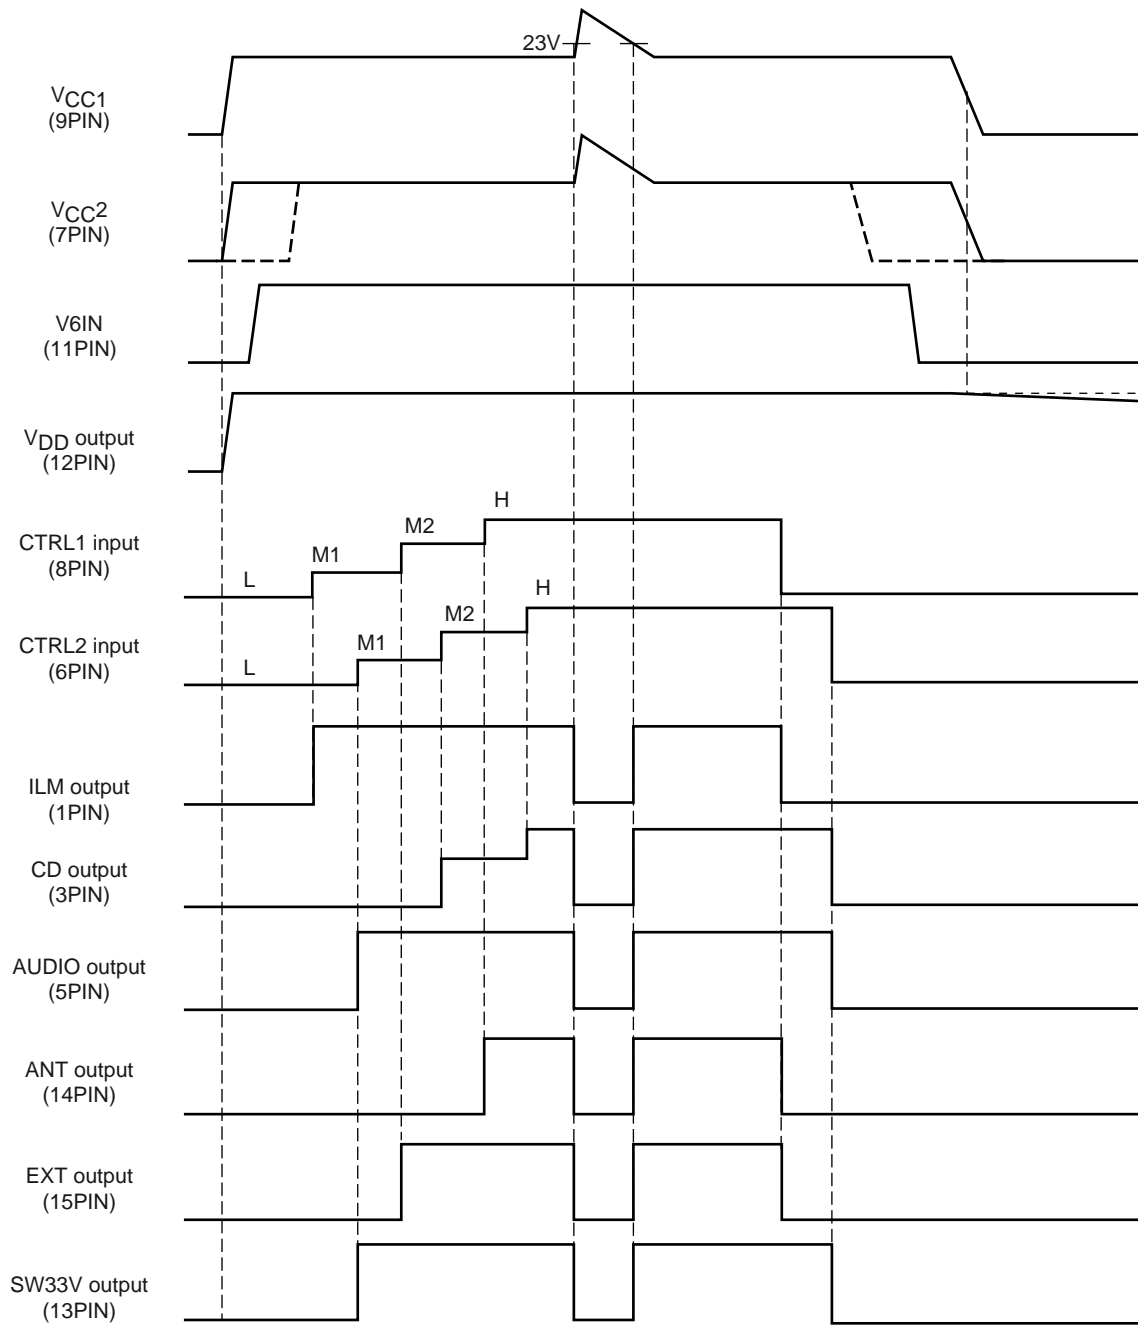 23V
VCC1
(9PIN)
VCC2
(7PIN)
V6IN
(11PIN)
VDD output
(12PIN)
H
M2
CTRL1 input
(8PIN)
M1
L
H
M2
CTRL2 input
(6PIN)
M1
L
ILM output
(1PIN)
CD output
(3PIN)
AUDIO output
(5PIN)
ANT output
(14PIN)
EXT output
(15PIN)
SW33V output
(13PIN)